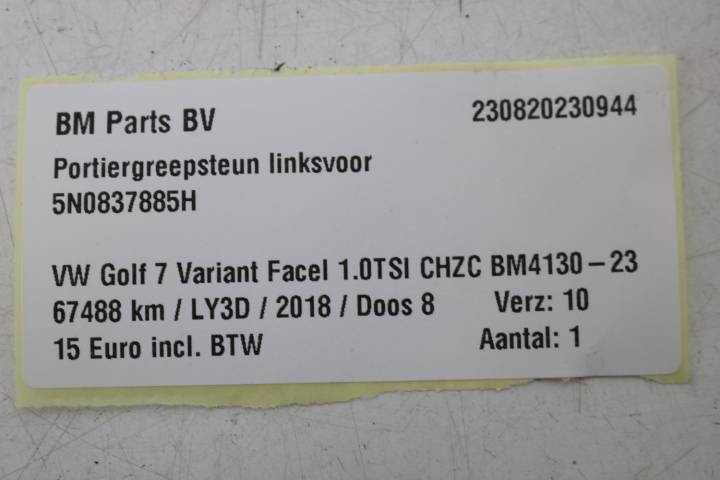 BM Parts BV 230820230944
Portiergreepsteun linksvoor
5N0837885H
VW Golf 7 Variant Facel 1.0TSI CHZC BM4130-23
67488 km / LY3D / 2018 / Doos 8 Verz: 10
15 Euro incl. BTW Aantal: 1